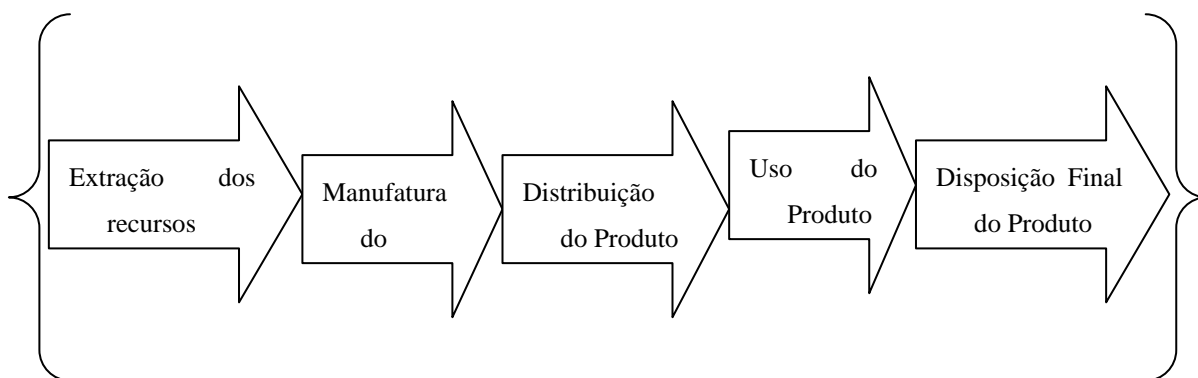 Extração dos
recursos
Manufatura
do
Distribuição
do Produto
Uso do
Produto
Disposição Final
do Produto